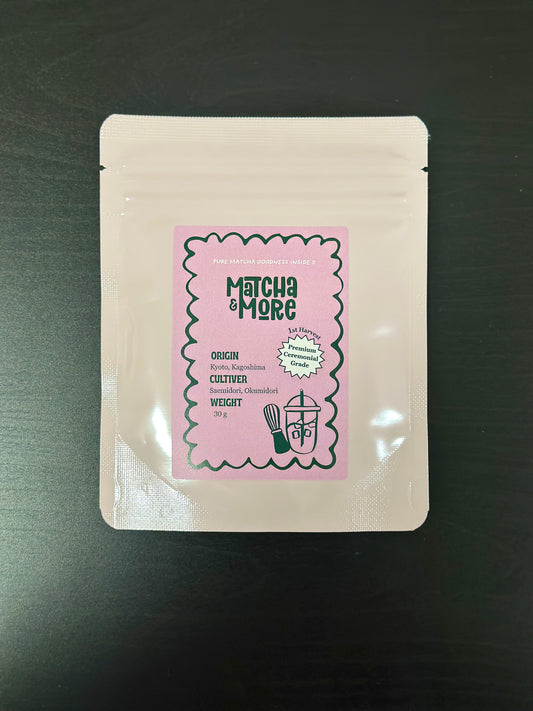 PURE MATCHA GOODNESS INSIDE !!
MATCHA
& MORE
1st Harvest
Premium
Ceremonial
Grade
ORIGIN
Kyoto, Kagoshima
CULTIVER
Saemidori, Okumidori
WEIGHT
30 g